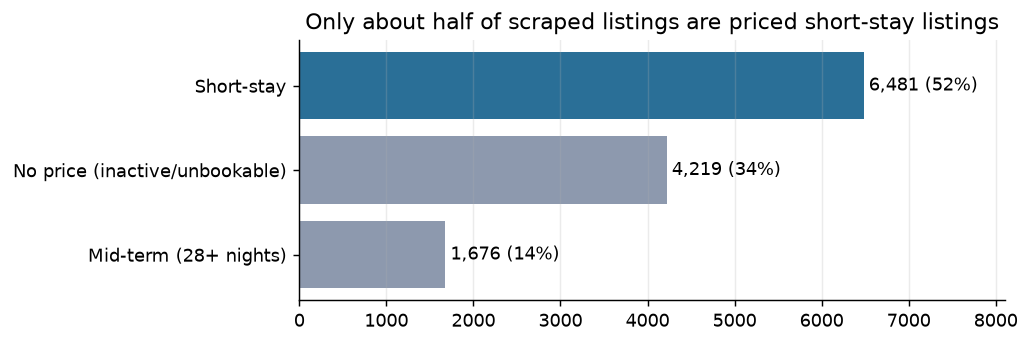 Only about half of scraped listings are priced short-stay listings
Short-stay
6,481 (52%)
No price (inactive/unbookable)
4,219 (34%)
Mid-term (28+ nights)
1,676 (14%)
0 1000 2000 3000 4000 5000 6000 7000 8000